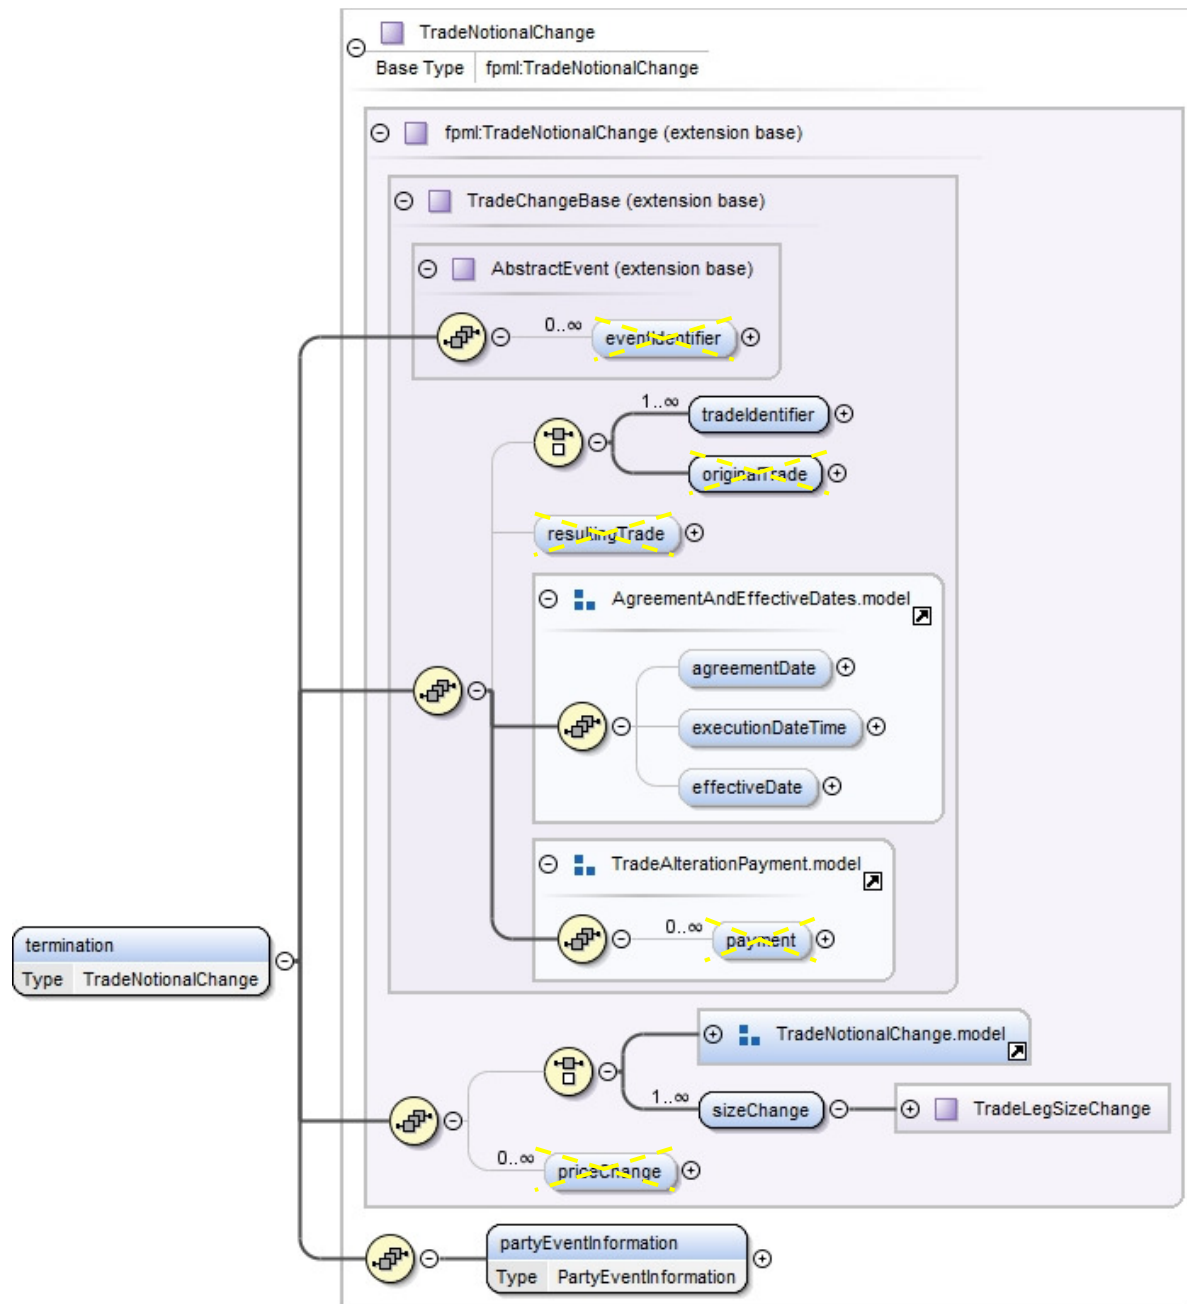 TradeNotionalChange
Base Type fpml:TradeNotionalChange
fpml:TradeNotionalChange (extension base)
TradeChangeBase (extension base)
AbstractEvent (extension base)
0..∞
eventIdentifier
1..∞
tradeIdentifier
originalTrade
resultingTrade
AgreementAndEffectiveDates.model
agreementDate
executionDateTime
effectiveDate
TradeAlterationPayment.model
0..∞
payment
termination
Type TradeNotionalChange
TradeNotionalChange.model
1..∞
sizeChange
TradeLegSizeChange
0..∞
priceChange
partyEventInformation
Type PartyEventInformation